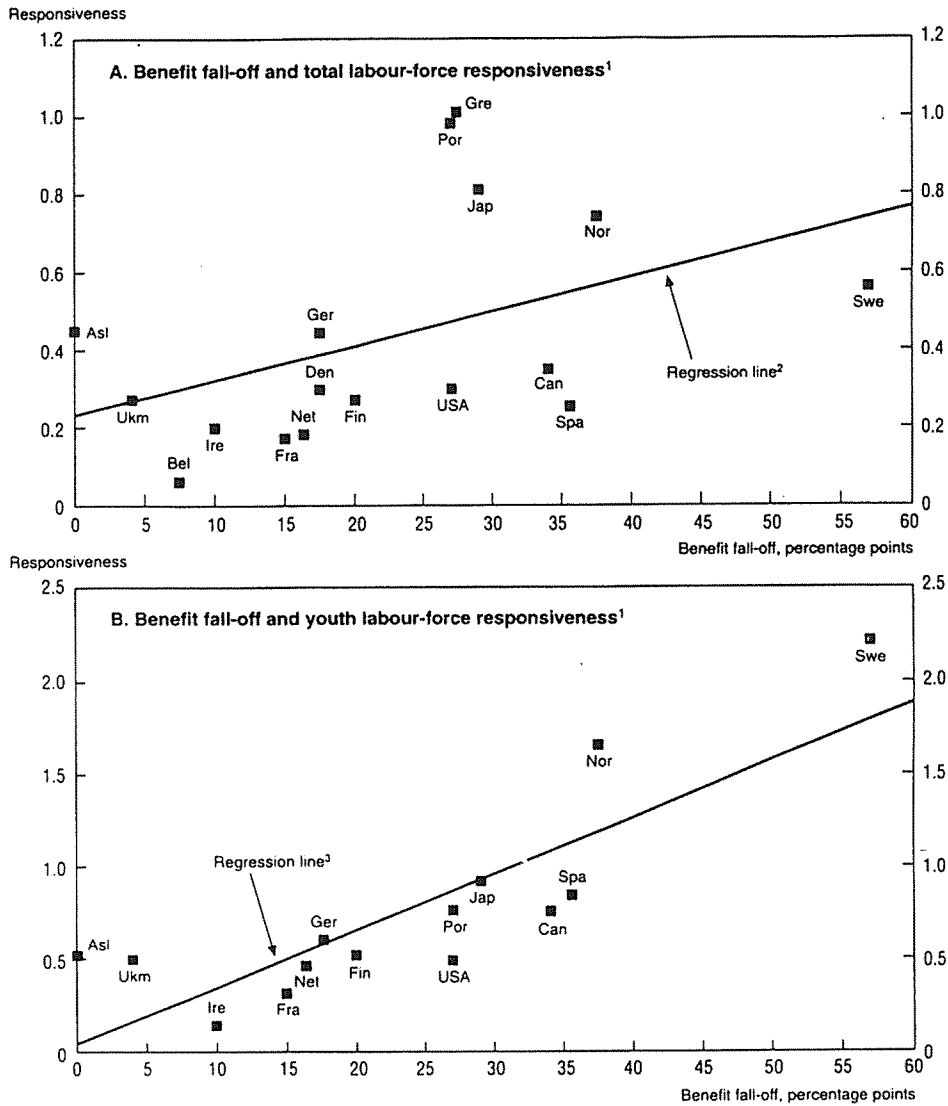 Responsiveness
1.2 1.2
A. Benefit fall-off and total labour-force responsiveness¹
Gre
1.0 1.0
Por
0.8 0.8
Jap
Nor
0.6 0.6
Swe
Ger
Asl
0.4 0.4
Den
Can
Regression line²
Ukm
Net
Fin
USA
Spa
0.2 0.2
Ire
Fra
Bel
0 0
0 5 10 15 20 25 30 35 40 45 50 55 60
Benefit fall-off, percentage points
Responsiveness
2.5 2.5
B. Benefit fall-off and youth labour-force responsiveness¹
Swe
2.0 2.0
Nor
1.5 1.5
1.0 1.0
Regression line³
Spa
Jap
Ger
Por
Can
Asl
0.5 0.5
Ukm
Net
Fin
USA
Ire
Fra
0 0
0 5 10 15 20 25 30 35 40 45 50 55 60
Benefit fall-off, percentage points